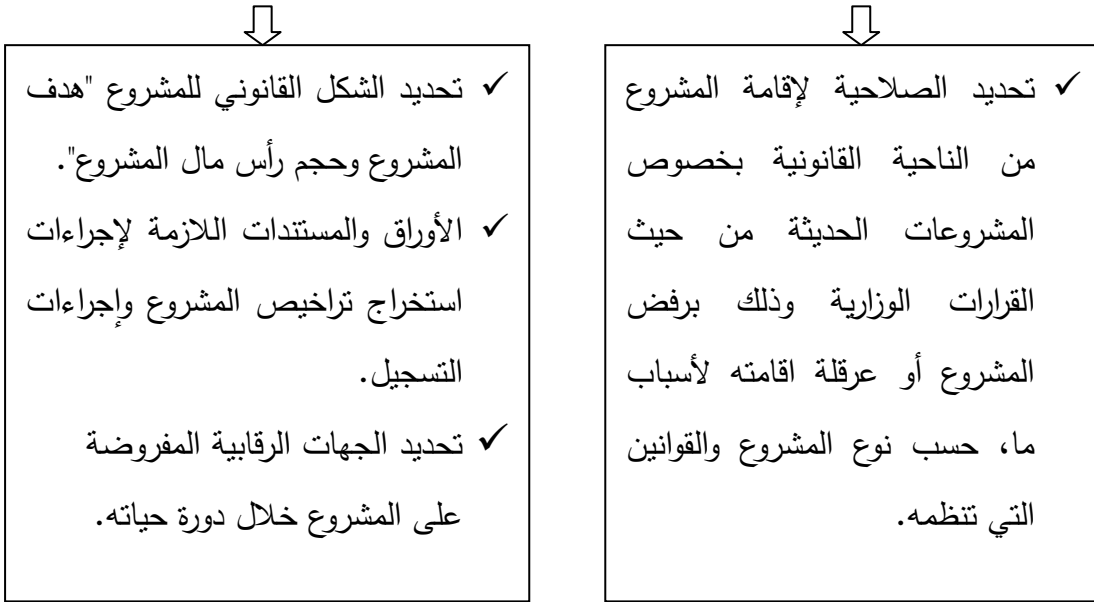 ✓ تحديد الصلاحية لإقامة المشروع
من الناحية القانونية بخصوص
المشروعات الحديثة من حيث
القرارات الوزارية وذلك برفض
المشروع أو عرقلة اقامته لأسباب
ما، حسب نوع المشروع والقوانين
التي تنظمه.
✓ تحديد الشكل القانوني للمشروع "هدف
المشروع وحجم رأس مال المشروع".
✓ الأوراق والمستندات اللازمة لإجراءات
استخراج تراخيص المشروع وإجراءات
التسجيل.
✓ تحديد الجهات الرقابية المفروضة
على المشروع خلال دورة حياته.